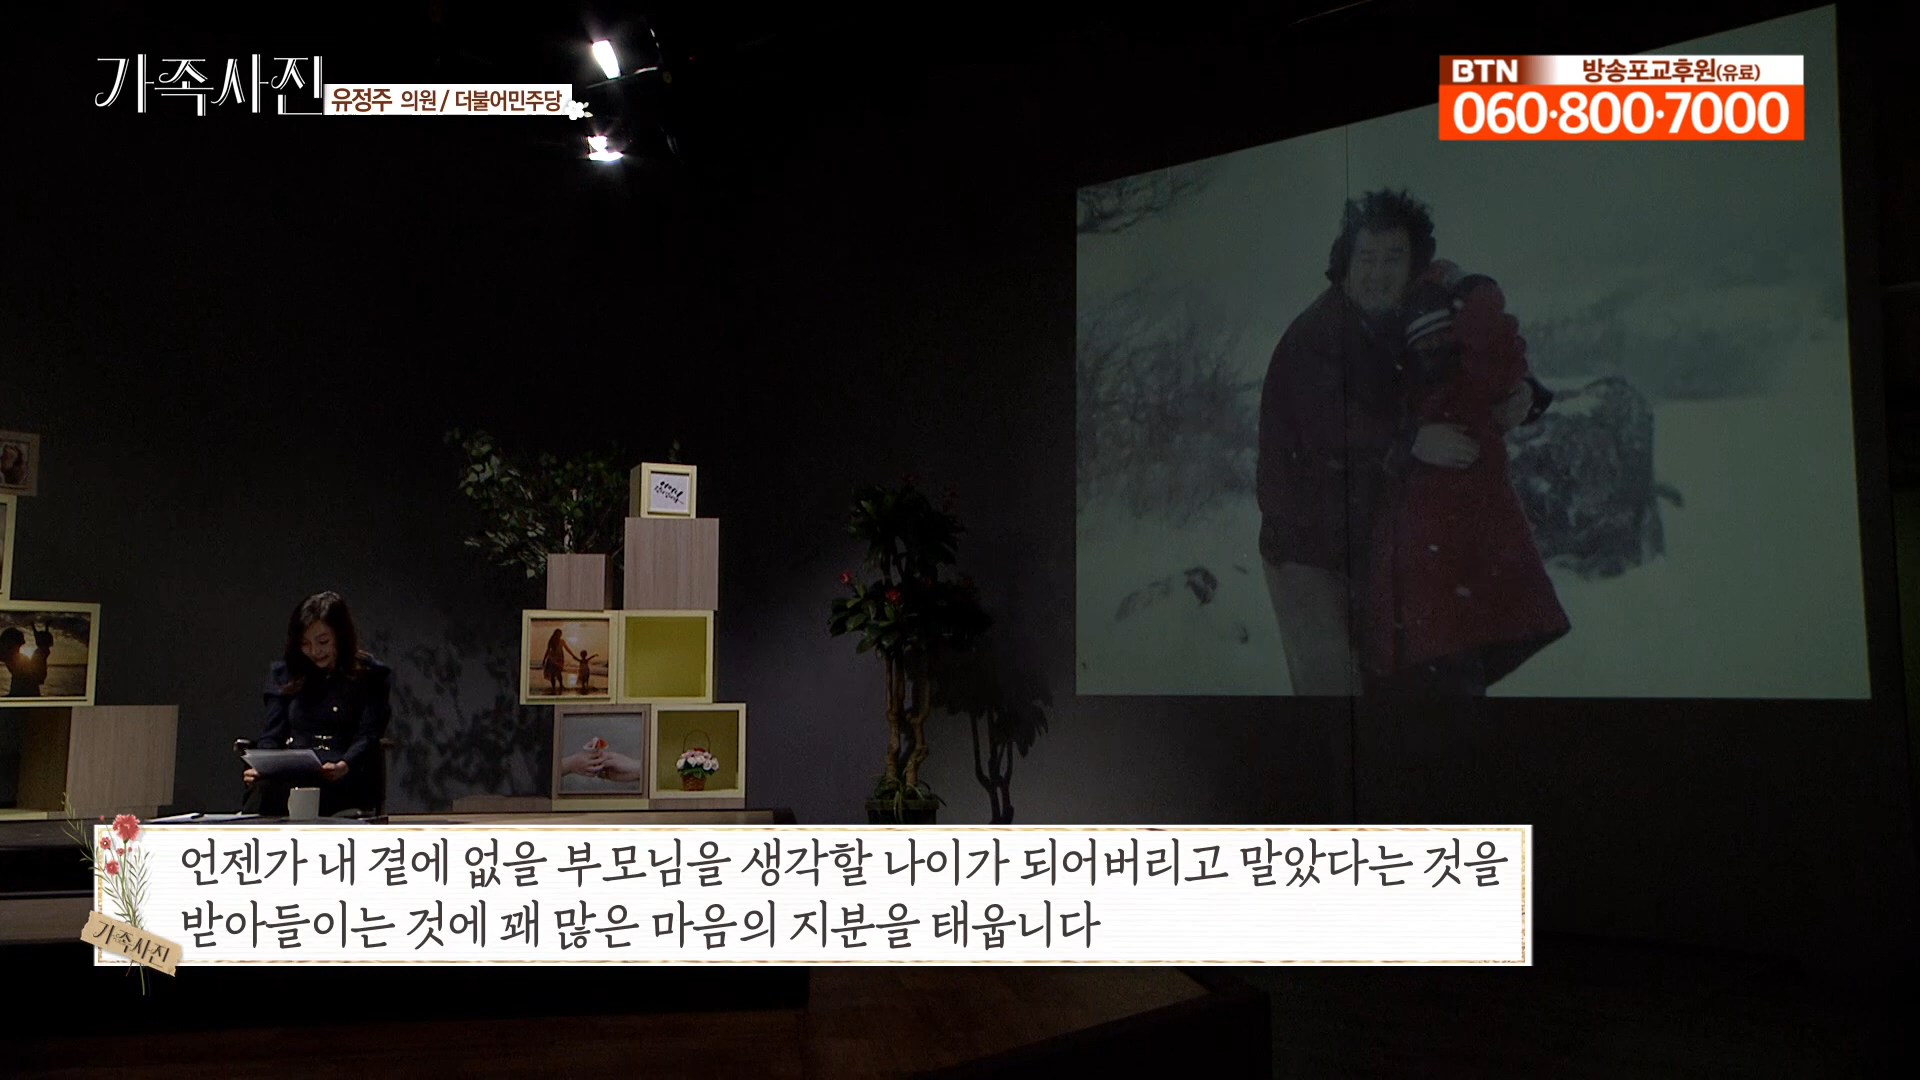 가족사진
유정주 의원 / 더불어민주당
BTN 방송포교후원(유료)
060·800·7000
언젠가 내 곁에 없을 부모님을 생각할 나이가 되어버리고 말았다는 것을
받아들이는 것에 꽤 많은 마음의 지분을 태웁니다
가족사진